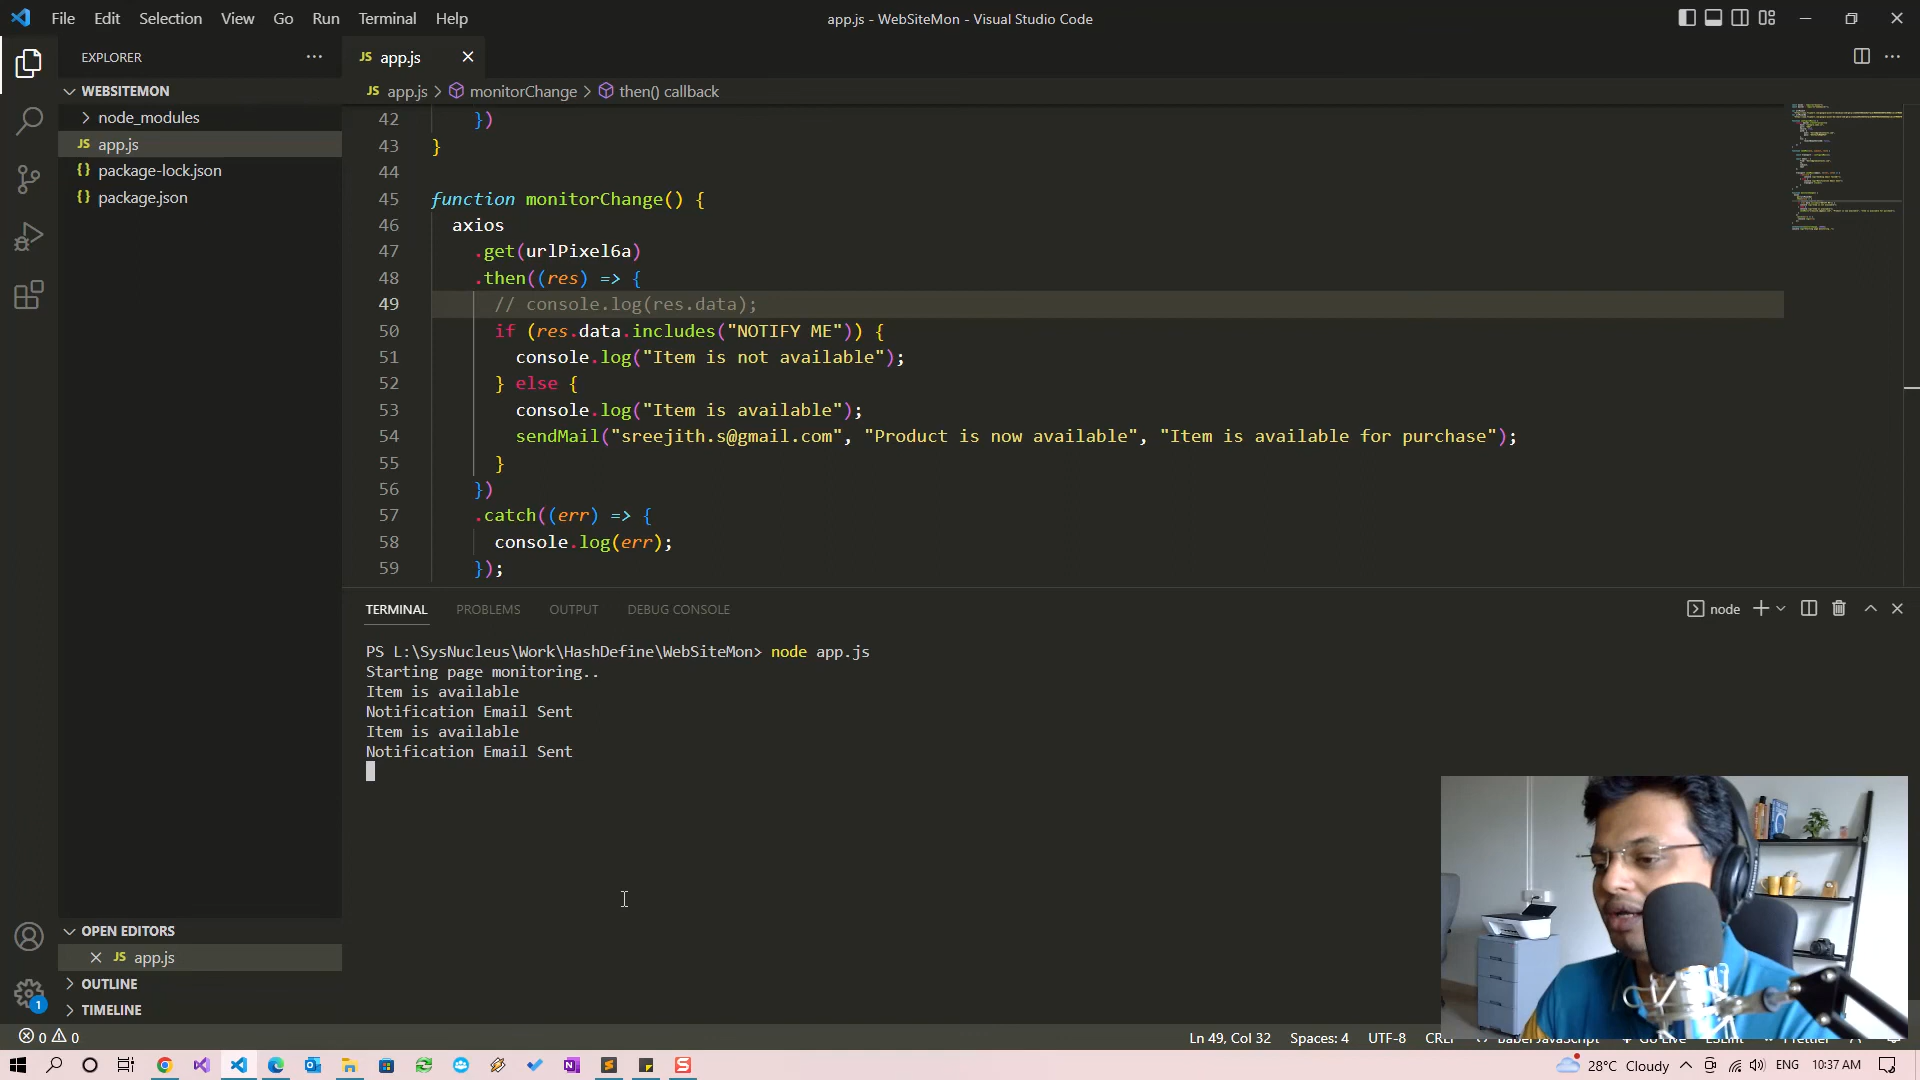 File Edit Selection View Go Run Terminal Help
app.js - WebSiteMon - Visual Studio Code
EXPLORER
JS app.js
WEBSITEMON
node_modules
JS app.js
{} package-lock.json
{} package.json
JS app.js > monitorChange > then() callback
42 })
43 }
44
45 function monitorChange() {
46 axios
47 .get(urlPixel6a)
48 .then((res) => {
49 // console.log(res.data);
50 if (res.data.includes("NOTIFY ME")) {
51 console.log("Item is not available");
52 } else {
53 console.log("Item is available");
54 sendMail("sreejith.s@gmail.com", "Product is now available", "Item is available for purchase");
55 }
56 })
57 .catch((err) => {
58 console.log(err);
59 });
TERMINAL PROBLEMS OUTPUT DEBUG CONSOLE
node
PS L:\SysNucleus\Work\HashDefine\WebSiteMon> node app.js
Starting page monitoring..
Item is available
Notification Email Sent
Item is available
Notification Email Sent
OPEN EDITORS
JS app.js
OUTLINE
TIMELINE
1
0 0
Ln 49, Col 32 Spaces: 4 UTF-8
28°C Cloudy ENG 10:37 AM